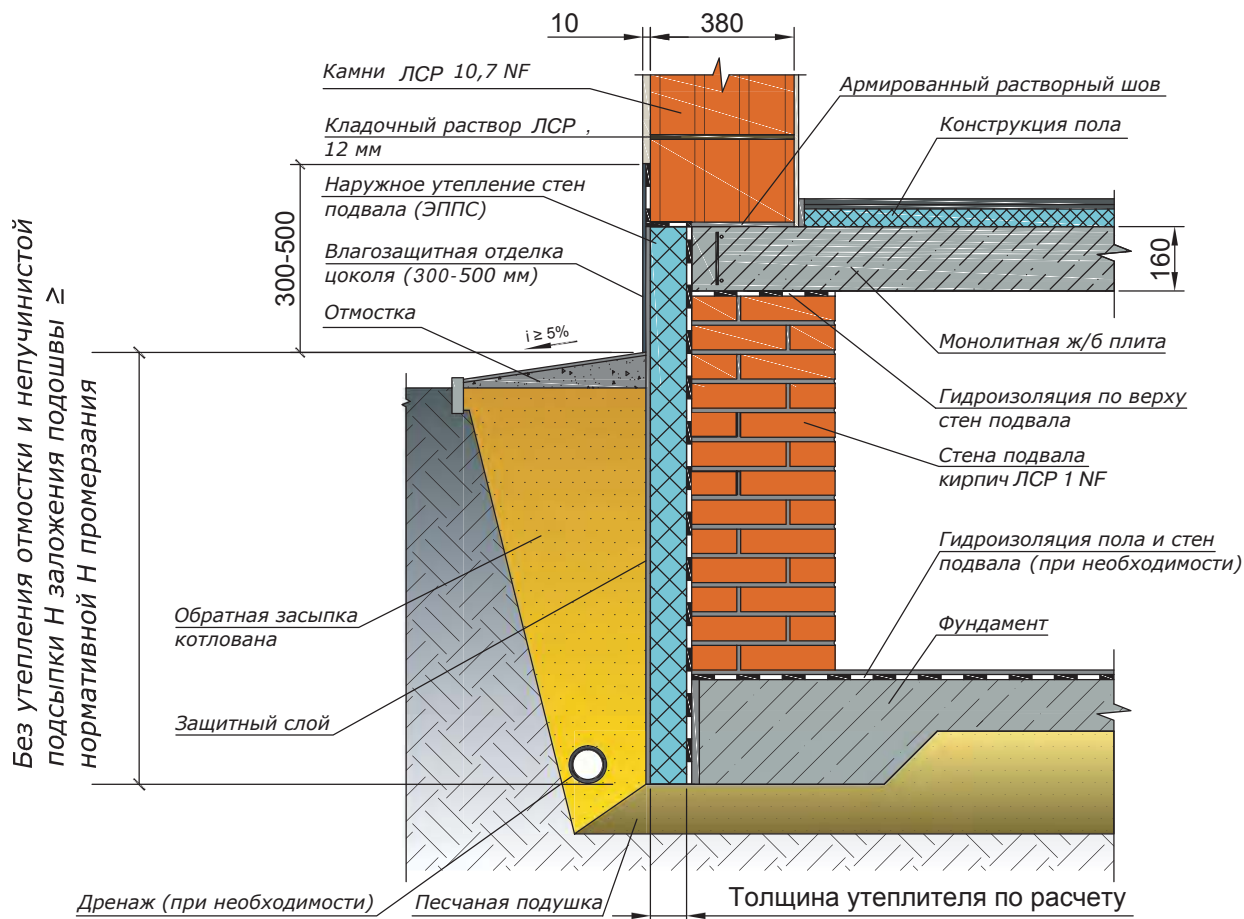 10
380
Камни ЛСР 10,7 NF
Армированный растворный шов
Кладочный раствор ЛСР ,
12 мм
Конструкция пола
Наружное утепление стен
подвала (ЭППС)
Влагозащитная отделка
цоколя (300-500 мм)
300-500
160
Отмостка
i ≥ 5%
Монолитная ж/б плита
Гидроизоляция по верху
стен подвала
Стена подвала
кирпич ЛСР 1 NF
Без утепления отмостки и непучинистой
подсыпки Н заложения подошвы ≥
нормативной Н промерзания
Гидроизоляция пола и стен
подвала (при необходимости)
Обратная засыпка
котлована
Фундамент
Защитный слой
Дренаж (при необходимости)
Песчаная подушка
Толщина утеплителя по расчету